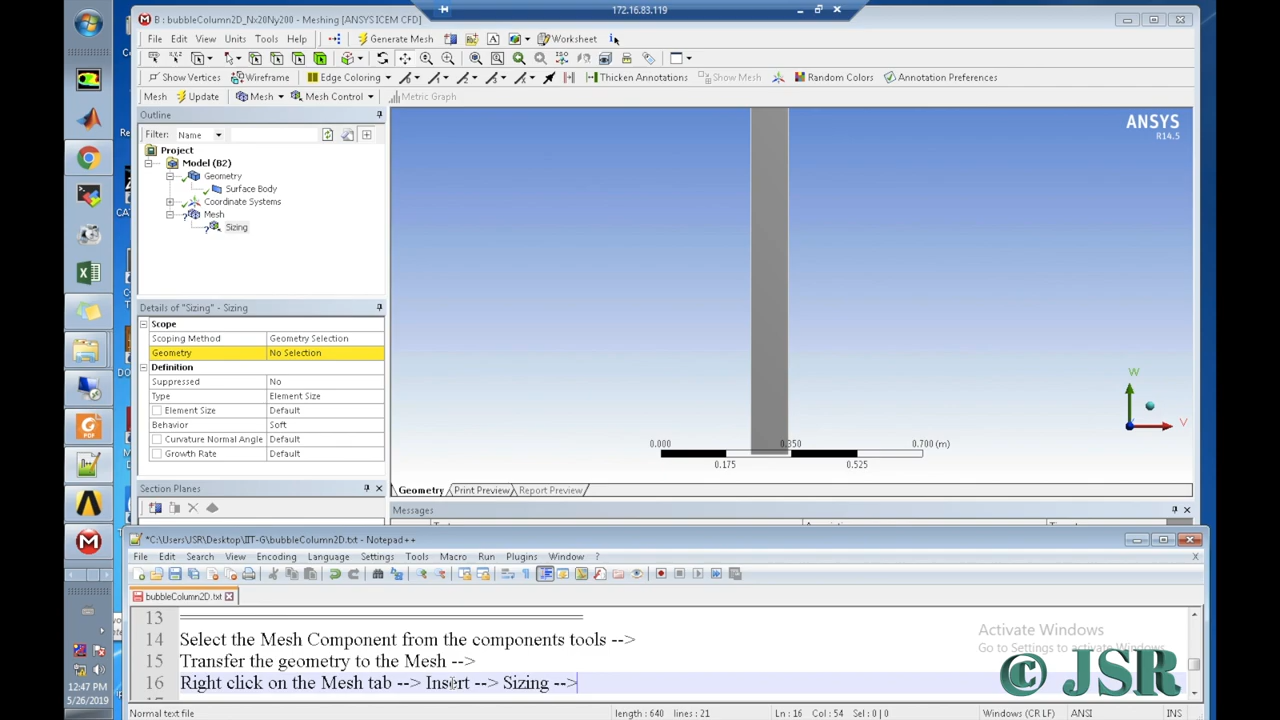 172.16.83.119
B : bubbleColumn2D_Nx20Ny200 - Meshing [ANSYS ICEM CFD]
File Edit View Units Tools Help Generate Mesh Worksheet
Show Vertices Wireframe Edge Coloring Thicken Annotations Show Mesh Random Colors Annotation Preferences
Mesh Update Mesh Mesh Control Metric Graph
Outline
Filter: Name
Project
Model (B2)
Geometry
Surface Body
Coordinate Systems
Mesh
Sizing
Details of "Sizing" - Sizing
Scope
Scoping Method Geometry Selection
Geometry No Selection
Definition
Suppressed No
Type Element Size
Element Size Default
Behavior Soft
Curvature Normal Angle Default
Growth Rate Default
Section Planes
ANSYS
R14.5
W
V
0.000 0.350 0.700 (m)
0.175 0.525
Geometry Print Preview Report Preview
Messages
*C:\Users\JSR\Desktop\IIT-G\bubbleColumn2D.txt - Notepad++
File Edit Search View Encoding Language Settings Tools Macro Run Plugins Window ?
bubbleColumn2D.txt
13 ==================================================
14 Select the Mesh Component from the components tools -->
15 Transfer the geometry to the Mesh -->
16 Right click on the Mesh tab --> Insert --> Sizing -->
Activate Windows
Go to Settings to activate Windows.
© JSR
Normal text file length : 640 lines : 21 Ln : 16 Col : 54 Sel : 0 | 0 Windows (CR LF) ANSI INS
12:47 PM
5/26/2019